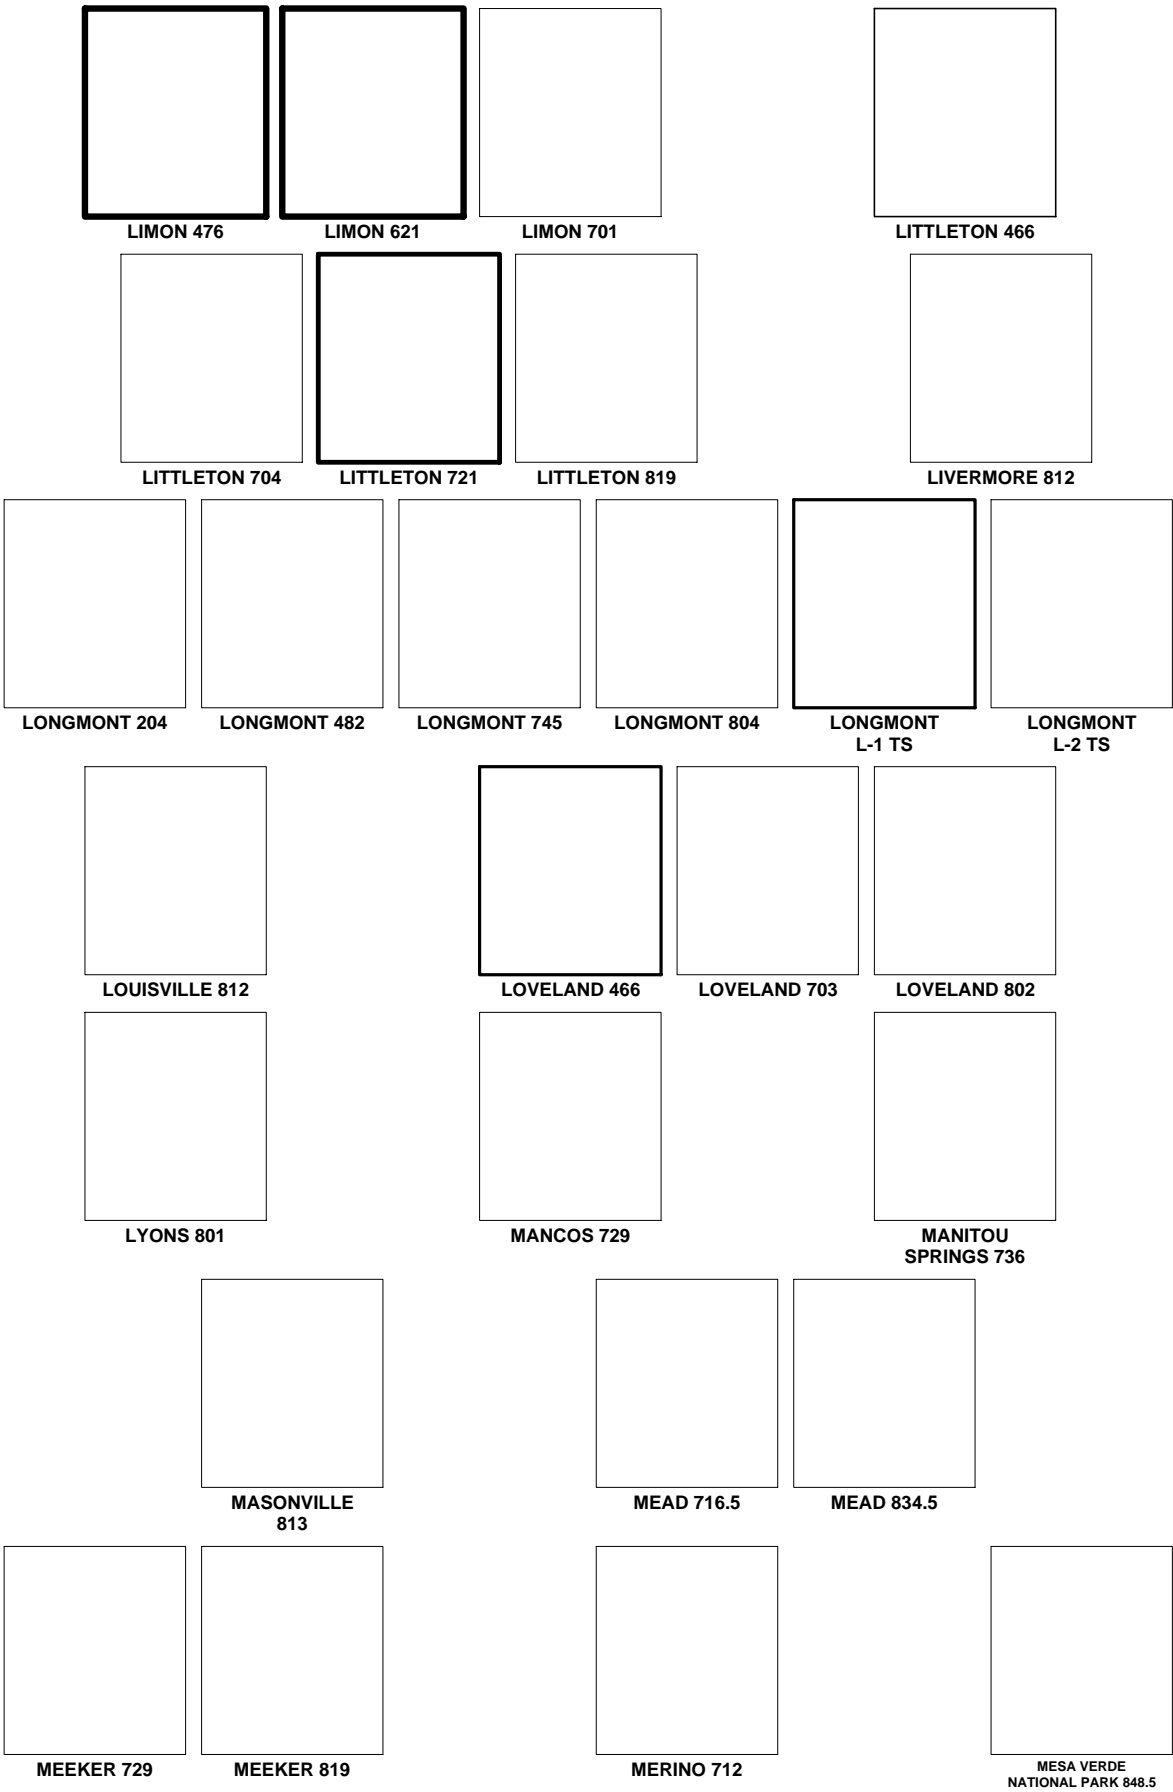 LIMON 476
LIMON 621
LIMON 701
LITTLETON 466
LITTLETON 704
LITTLETON 721
LITTLETON 819
LIVERMORE 812
LONGMONT 204
LONGMONT 482
LONGMONT 745
LONGMONT 804
LONGMONT
L-1 TS
LONGMONT
L-2 TS
LOUISVILLE 812
LOVELAND 466
LOVELAND 703
LOVELAND 802
LYONS 801
MANCOS 729
MANITOU
SPRINGS 736
MASONVILLE
813
MEAD 716.5
MEAD 834.5
MEEKER 729
MEEKER 819
MERINO 712
MESA VERDE
NATIONAL PARK 848.5